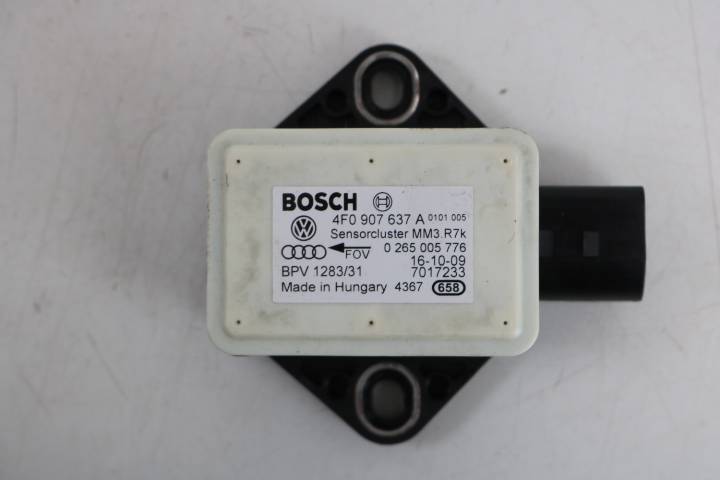 BOSCH
4F0 907 637 A 0101 005
Sensorcluster MM3.R7k
FOV 0 265 005 776
16-10-09
BPV 1283/31 7017233
Made in Hungary 4367 658